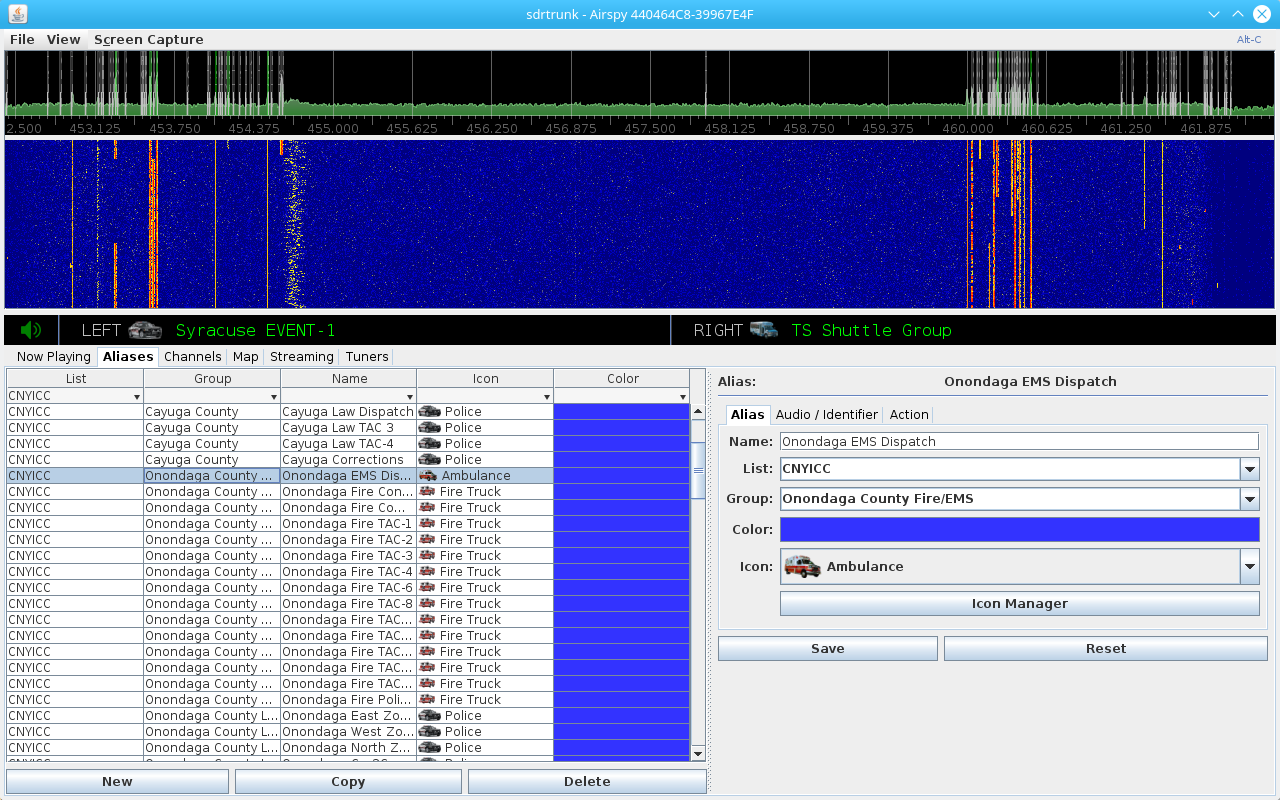 sdrtrunk - Airspy 440464C8-39967E4F
File View Screen Capture Alt-C
2.500 453.125 453.750 454.375 455.000 455.625 456.250 456.875 457.500 458.125 458.750 459.375 460.000 460.625 461.250 461.875
LEFT Syracuse EVENT-1 RIGHT TS Shuttle Group
Now Playing Aliases Channels Map Streaming Tuners
List Group Name Icon Color
CNYICC
CNYICC Cayuga County Cayuga Law Dispatch Police
CNYICC Cayuga County Cayuga Law TAC 3 Police
CNYICC Cayuga County Cayuga Law TAC-4 Police
CNYICC Cayuga County Cayuga Corrections Police
CNYICC Onondaga County ... Onondaga EMS Dis... Ambulance
CNYICC Onondaga County ... Onondaga Fire Con... Fire Truck
CNYICC Onondaga County ... Onondaga Fire Co... Fire Truck
CNYICC Onondaga County ... Onondaga Fire TAC-1 Fire Truck
CNYICC Onondaga County ... Onondaga Fire TAC-2 Fire Truck
CNYICC Onondaga County ... Onondaga Fire TAC-3 Fire Truck
CNYICC Onondaga County ... Onondaga Fire TAC-4 Fire Truck
CNYICC Onondaga County ... Onondaga Fire TAC-6 Fire Truck
CNYICC Onondaga County ... Onondaga Fire TAC-8 Fire Truck
CNYICC Onondaga County ... Onondaga Fire TAC... Fire Truck
CNYICC Onondaga County ... Onondaga Fire TAC... Fire Truck
CNYICC Onondaga County ... Onondaga Fire TAC... Fire Truck
CNYICC Onondaga County ... Onondaga Fire TAC... Fire Truck
CNYICC Onondaga County ... Onondaga Fire TAC... Fire Truck
CNYICC Onondaga County ... Onondaga Fire Poli... Fire Truck
CNYICC Onondaga County L... Onondaga East Zo... Police
CNYICC Onondaga County L... Onondaga West Zo... Police
CNYICC Onondaga County L... Onondaga North Z... Police
New Copy Delete
Alias: Onondaga EMS Dispatch
Alias Audio / Identifier Action
Name: Onondaga EMS Dispatch
List: CNYICC
Group: Onondaga County Fire/EMS
Color:
Icon: Ambulance
Icon Manager
Save Reset